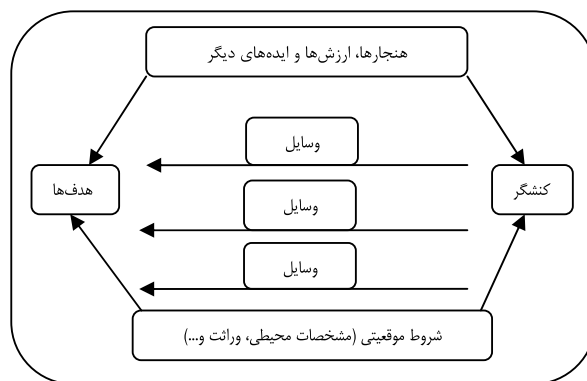 هنجارها، ارزش‌ها و ایده‌های دیگر
وسایل
کنشگر
هدف‌ها
وسایل
وسایل
شروط موقعیتی (مشخصات محیطی، وراثت و...)